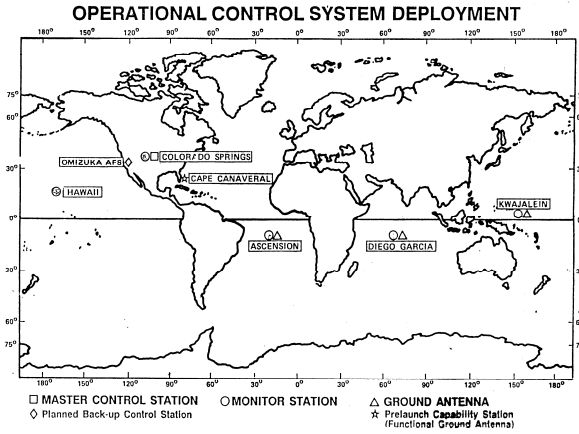 OPERATIONAL CONTROL SYSTEM DEPLOYMENT
180° 150° 120° 90° 60° 30° 0° 30° 60° 90° 120° 150° 180°
75°
60°
OMIZUKA AFS
COLORADO SPRINGS
30°
CAPE CANAVERAL
HAWAII
KWAJALEIN
0°
ASCENSION
DIEGO GARCIA
30°
60°
75°
180° 150° 120° 90° 60° 30° 0° 30° 60° 90° 120° 150° 180°
MASTER CONTROL STATION
MONITOR STATION
GROUND ANTENNA
Planned Back-up Control Station
Prelaunch Capability Station
(Functional Ground Antenna)